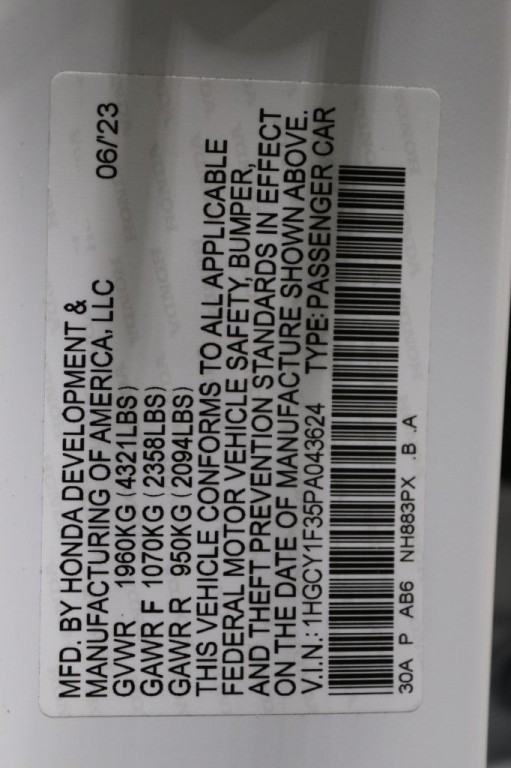 MFD. BY HONDA DEVELOPMENT &
MANUFACTURING OF AMERICA, LLC 06/'23
GVWR 1960KG (4321LBS)
GAWR F 1070KG (2358LBS)
GAWR R 950KG (2094LBS)
THIS VEHICLE CONFORMS TO ALL APPLICABLE
FEDERAL MOTOR VEHICLE SAFETY, BUMPER,
AND THEFT PREVENTION STANDARDS IN EFFECT
ON THE DATE OF MANUFACTURE SHOWN ABOVE.
V.I.N.: 1HGCY1F35PA043624 TYPE: PASSENGER CAR
30A P AB6 NH883PX .B .A